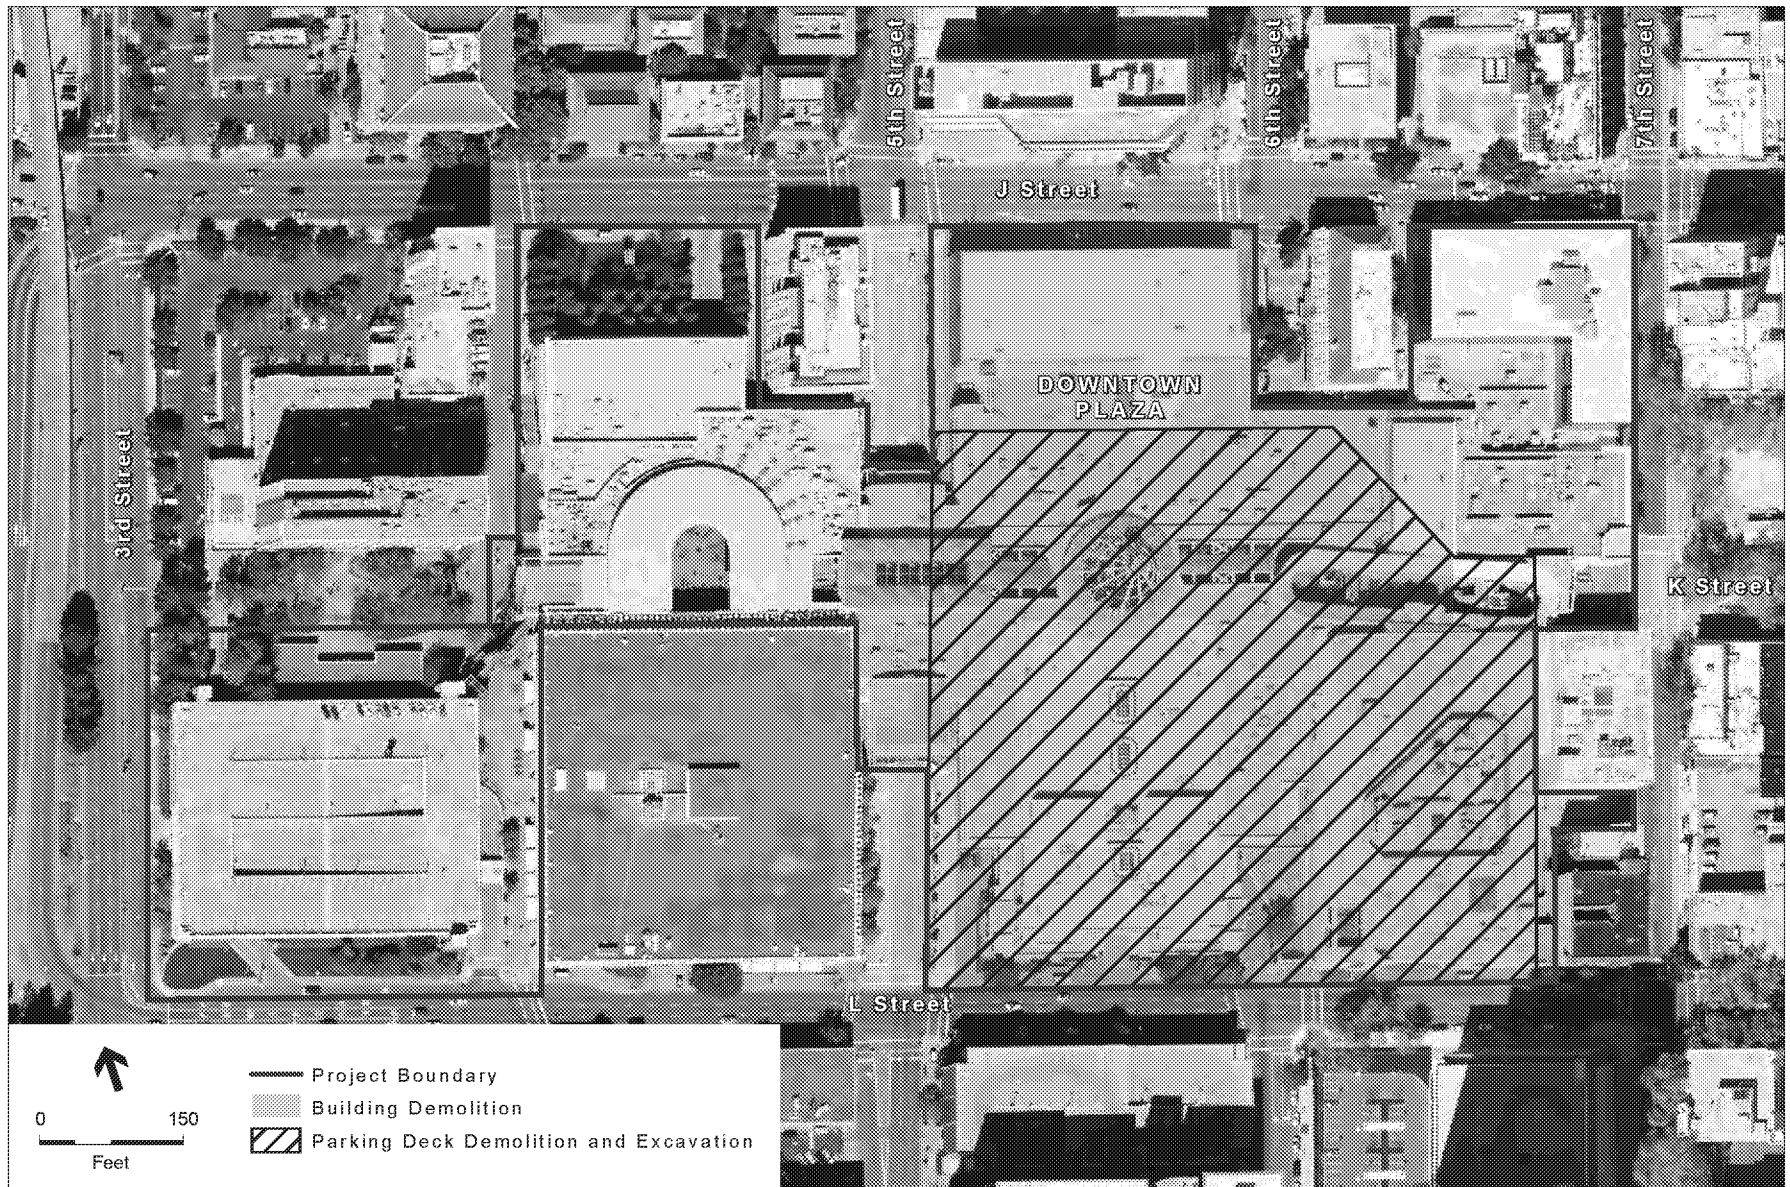 5th Street
6th Street
7th Street
J Street
DOWNTOWN
PLAZA
3rd Street
K Street
L Street
0 150
Feet
Project Boundary
Building Demolition
Parking Deck Demolition and Excavation